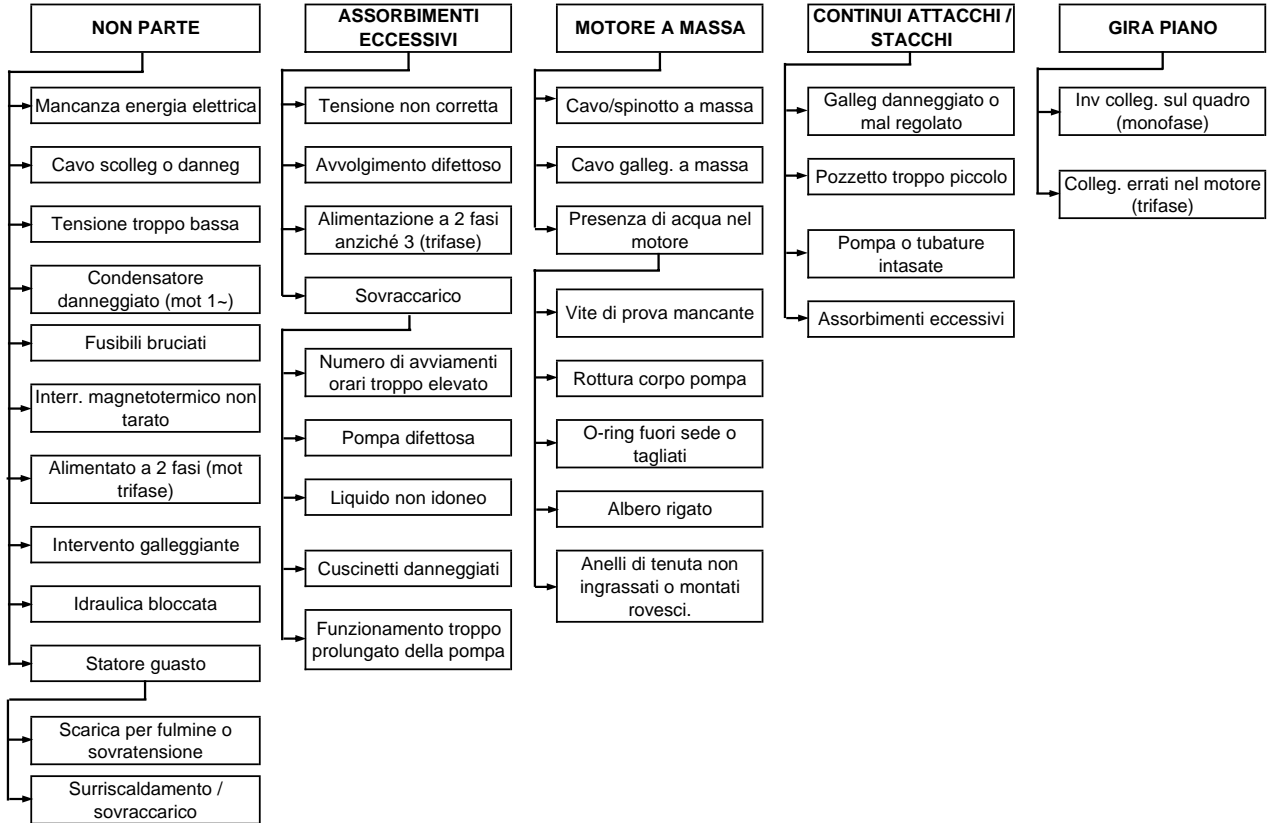 NON PARTE
Mancanza energia elettrica
Cavo scolleg o danneg
Tensione troppo bassa
Condensatore
danneggiato (mot 1~)
Fusibili bruciati
Interr. magnetotermico non
tarato
Alimentato a 2 fasi (mot
trifase)
Intervento galleggiante
Idraulica bloccata
Statore guasto
Scarica per fulmine o
sovratensione
Surriscaldamento /
sovraccarico
ASSORBIMENTI
ECCESSIVI
Tensione non corretta
Avvolgimento difettoso
Alimentazione a 2 fasi
anziché 3 (trifase)
Sovraccarico
Numero di avviamenti
orari troppo elevato
Pompa difettosa
Liquido non idoneo
Cuscinetti danneggiati
Funzionamento troppo
prolungato della pompa
MOTORE A MASSA
Cavo/spinotto a massa
Cavo galleg. a massa
Presenza di acqua nel
motore
Vite di prova mancante
Rottura corpo pompa
O-ring fuori sede o
tagliati
Albero rigato
Anelli di tenuta non
ingrassati o montati
rovesci.
CONTINUI ATTACCHI /
STACCHI
Galleg danneggiato o
mal regolato
Pozzetto troppo piccolo
Pompa o tubature
intasate
Assorbimenti eccessivi
GIRA PIANO
Inv colleg. sul quadro
(monofase)
Colleg. errati nel motore
(trifase)